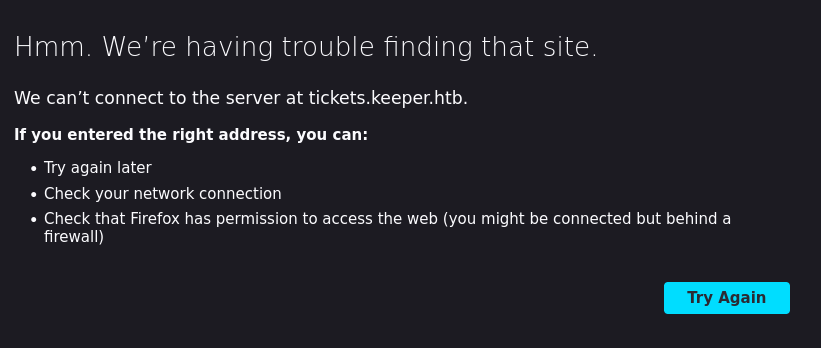 Hmm. We’re having trouble finding that site.
We can’t connect to the server at tickets.keeper.htb.
If you entered the right address, you can:
• Try again later
• Check your network connection
• Check that Firefox has permission to access the web (you might be connected but behind a
firewall)
Try Again